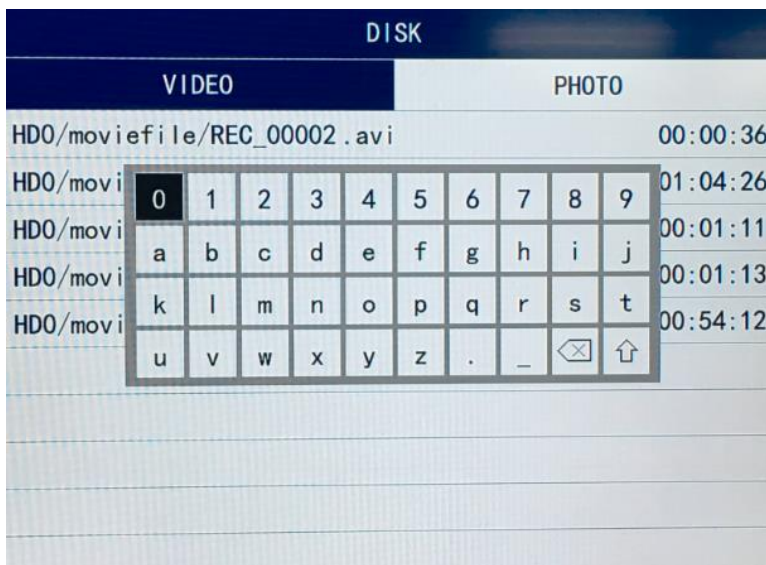 DISK
VIDEO PHOTO
HD0/moviefile/REC_00002.avi 00:00:36
HD0/movi 01:04:26
HD0/movi 00:01:11
HD0/movi 00:01:13
HD0/movi 00:54:12
0 1 2 3 4 5 6 7 8 9
a b c d e f g h i j
k l m n o p q r s t
u v w x y z . _